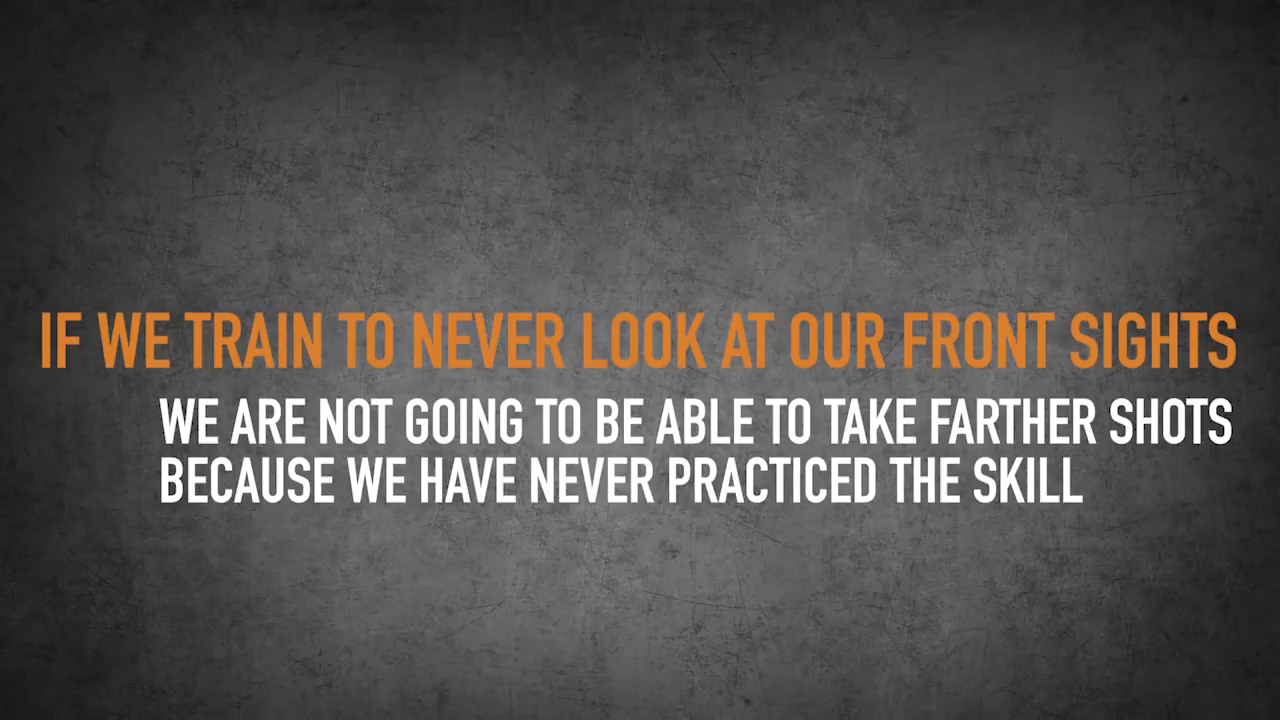 IF WE TRAIN TO NEVER LOOK AT OUR FRONT SIGHTS
WE ARE NOT GOING TO BE ABLE TO TAKE FARTHER SHOTS
BECAUSE WE HAVE NEVER PRACTICED THE SKILL